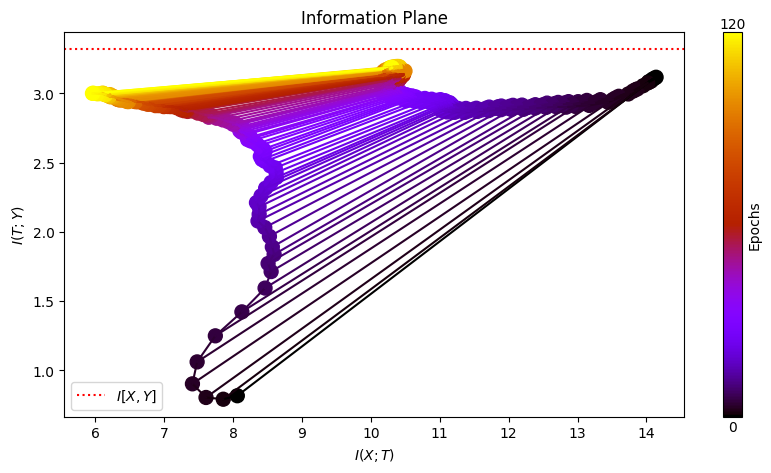 Information Plane
120
3.0
2.5
2.0
1.5
1.0
I(T; Y)
I[X, Y]
6 7 8 9 10 11 12 13 14
I(X; T)
Epochs
0